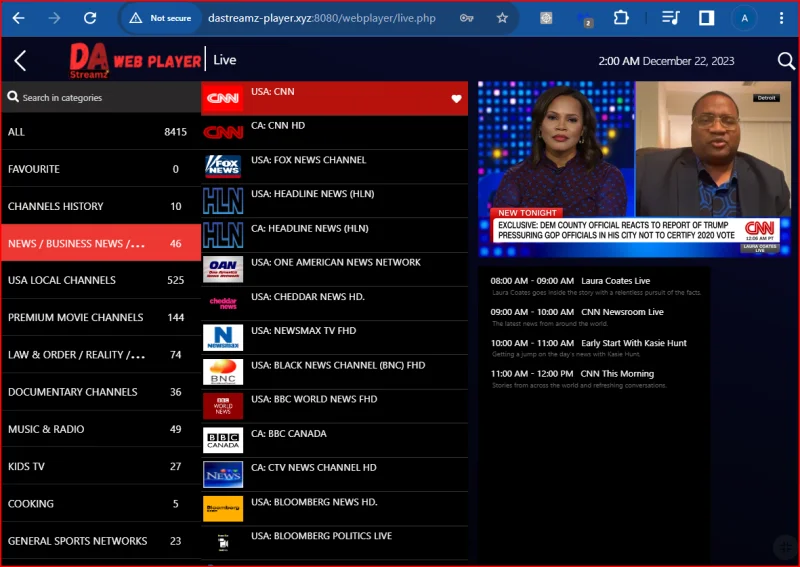 Not secure
dastreamz-player.xyz:8080/webplayer/live.php
2
A
DA
Streamz
WEB PLAYER
Live
2:00 AM December 22, 2023
Search in categories
ALL 8415
FAVOURITE 0
CHANNELS HISTORY 10
NEWS / BUSINESS NEWS /... 46
USA LOCAL CHANNELS 525
PREMIUM MOVIE CHANNELS 144
LAW & ORDER / REALITY /... 74
DOCUMENTARY CHANNELS 36
MUSIC & RADIO 49
KIDS TV 27
COOKING 5
GENERAL SPORTS NETWORKS 23
CNN
USA: CNN
CNN
CA: CNN HD
FOX NEWS channel
USA: FOX NEWS CHANNEL
HLN
USA: HEADLINE NEWS (HLN)
HLN
CA: HEADLINE NEWS (HLN)
OAN
One America News Network
USA: ONE AMERICAN NEWS NETWORK
cheddar news
USA: CHEDDAR NEWS HD.
N
NEWSMAX
USA: NEWSMAX TV FHD
BNC
USA: BLACK NEWS CHANNEL (BNC) FHD
BBC
WORLD
NEWS
USA: BBC WORLD NEWS FHD
BBC
CANADA
CA: BBC CANADA
NEWS
CA: CTV NEWS CHANNEL HD
Bloomberg
USA: BLOOMBERG NEWS HD.
USA: BLOOMBERG POLITICS LIVE
Detroit
NEW TONIGHT
EXCLUSIVE: DEM COUNTY OFFICIAL REACTS TO REPORT OF TRUMP
PRESSURING GOP OFFICIALS IN HIS CITY NOT TO CERTIFY 2020 VOTE
CNN
12:06 AM PT
LAURA COATES
LIVE
08:00 AM - 09:00 AM Laura Coates Live
Laura Coates goes inside the story with a relentless pursuit of the facts.
09:00 AM - 10:00 AM CNN Newsroom Live
The latest news from around the world.
10:00 AM - 11:00 AM Early Start With Kasie Hunt
Getting a jump on the day's news with Kasie Hunt.
11:00 AM - 12:00 PM CNN This Morning
Stories from across the world and refreshing conversations.